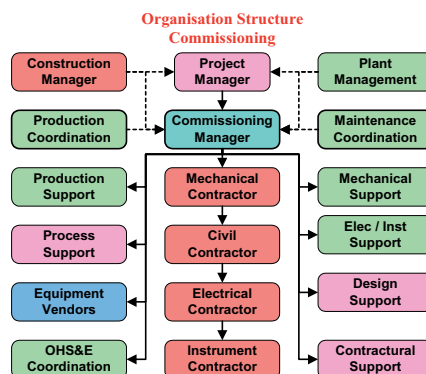 Organisation Structure
Commissioning
Construction
Manager
Project
Manager
Plant
Management
Production
Coordination
Commissioning
Manager
Maintenance
Coordination
Production
Support
Mechanical
Contractor
Mechanical
Support
Process
Support
Civil
Contractor
Elec / Inst
Support
Equipment
Vendors
Electrical
Contractor
Design
Support
OHS&E
Coordination
Instrument
Contractor
Contractural
Support